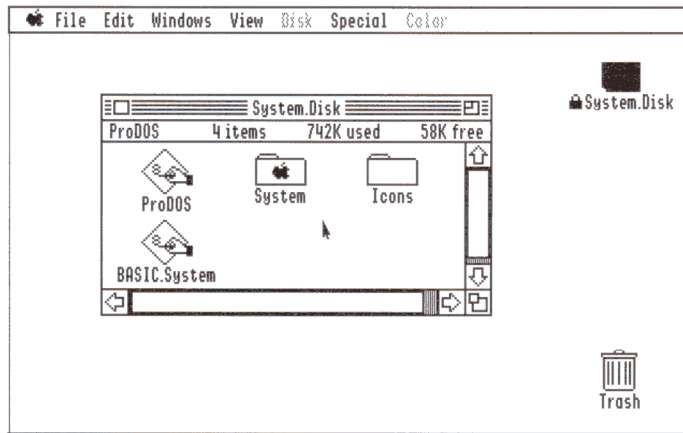 File Edit Windows View Disk Special Color
System.Disk
System.Disk
ProDOS 4 items 742K used 58K free
ProDOS System Icons
BASIC.System
Trash